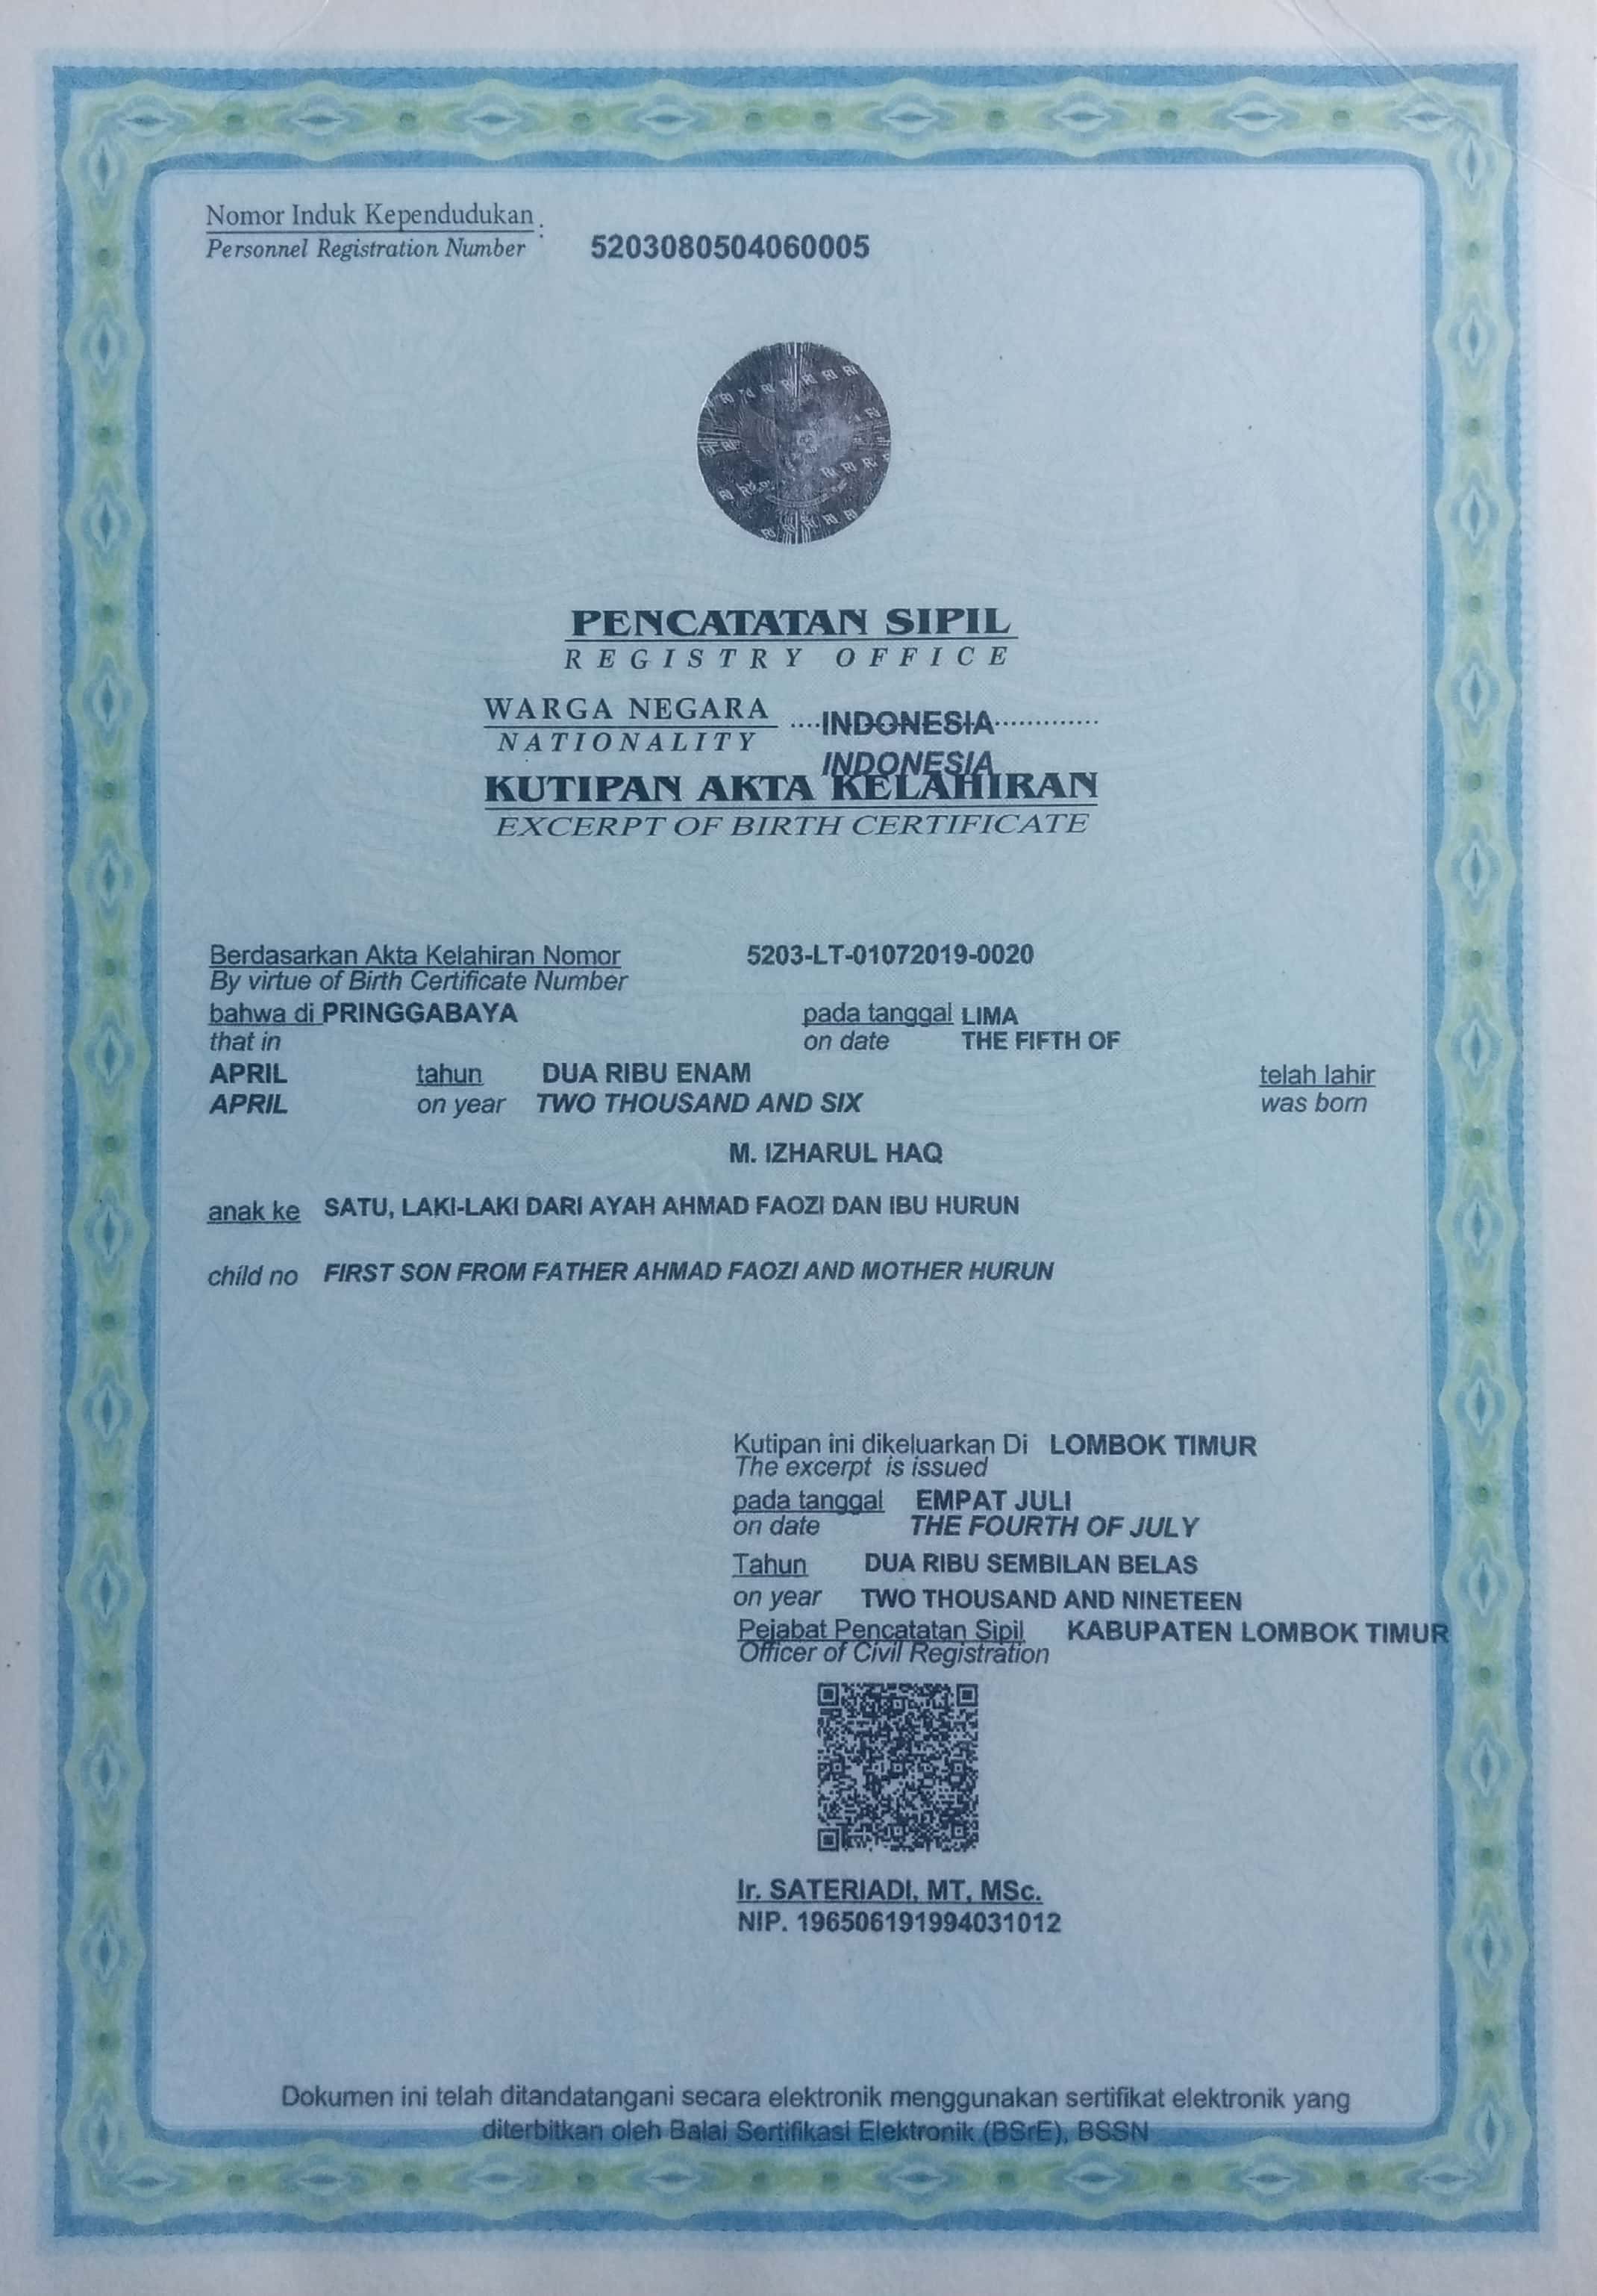 Nomor Induk Kependudukan :
Personnel Registration Number 5203080504060005
PENCATATAN SIPIL
REGISTRY OFFICE
WARGA NEGARA ....INDONESIA.............
NATIONALITY
INDONESIA
KUTIPAN AKTA KELAHIRAN
EXCERPT OF BIRTH CERTIFICATE
Berdasarkan Akta Kelahiran Nomor 5203-LT-01072019-0020
By virtue of Birth Certificate Number
bahwa di PRINGGABAYA pada tanggal LIMA
that in on date THE FIFTH OF
APRIL tahun DUA RIBU ENAM telah lahir
APRIL on year TWO THOUSAND AND SIX was born
M. IZHARUL HAQ
anak ke SATU, LAKI-LAKI DARI AYAH AHMAD FAOZI DAN IBU HURUN
child no FIRST SON FROM FATHER AHMAD FAOZI AND MOTHER HURUN
Kutipan ini dikeluarkan Di LOMBOK TIMUR
The excerpt is issued
pada tanggal EMPAT JULI
on date THE FOURTH OF JULY
Tahun DUA RIBU SEMBILAN BELAS
on year TWO THOUSAND AND NINETEEN
Pejabat Pencatatan Sipil KABUPATEN LOMBOK TIMUR
Officer of Civil Registration
Ir. SATERIADI, MT, MSc.
NIP. 196506191994031012
Dokumen ini telah ditandatangani secara elektronik menggunakan sertifikat elektronik yang
diterbitkan oleh Balai Sertifikasi Elektronik (BSrE), BSSN